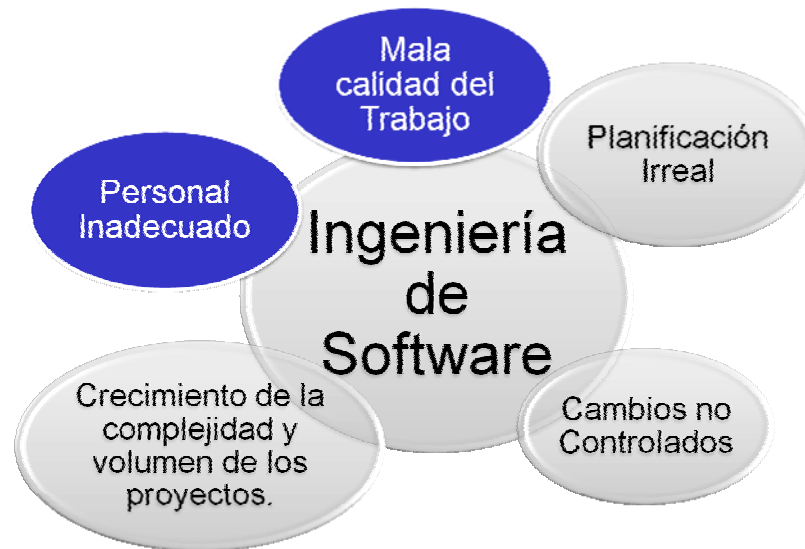 Mala
calidad del
Trabajo
Planificación
Irreal
Personal
Inadecuado
Ingeniería
de
Software
Crecimiento de la
complejidad y
volumen de los
proyectos.
Cambios no
Controlados